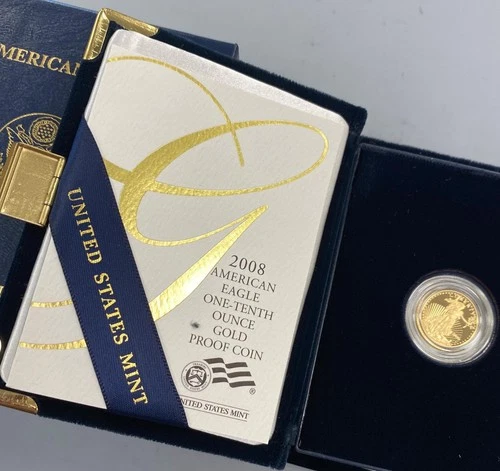 AMERICAN
UNITED STATES MINT
2008
AMERICAN
EAGLE
ONE-TENTH
OUNCE
GOLD
PROOF COIN
®
UNITED STATES MINT